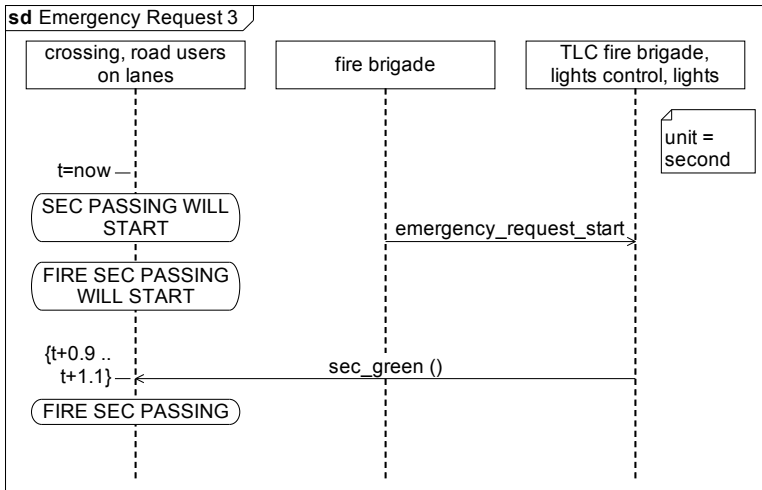 sd Emergency Request 3
crossing, road users
on lanes
fire brigade
TLC fire brigade,
lights control, lights
unit =
second
t=now
SEC PASSING WILL
START
emergency_request_start
FIRE SEC PASSING
WILL START
{t+0.9 ..
t+1.1}
sec_green ()
FIRE SEC PASSING